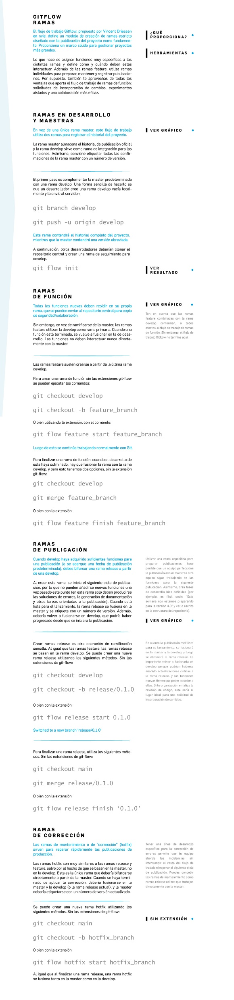 GITFLOW
RAMAS
El flujo de trabajo Gitflow, propuesto por Vincent Driessen
en nvie. define un modelo de creación de ramas estricto
diseñado con la publicación del proyecto como fundamen-
to. Proporciona un marco sólido para gestionar proyectos
más grandes.
¿QUÉ
PROPORCIONA?
HERRAMIENTAS
Lo que hace es asignar funciones muy específicas a las
distintas ramas y define cómo y cuándo deben estas
interactuar. Además de las ramas feature, utiliza ramas
individuales para preparar, mantener y registrar publicacio-
nes. Por supuesto, también te aprovechas de todas las
ventajas que aporta el flujo de trabajo de ramas de función:
solicitudes de incorporación de cambios, experimentos
aislados y una colaboración más eficaz.
RAMAS EN DESARROLLO
Y MAESTRAS
En vez de una única rama master, este flujo de trabajo
utiliza dos ramas para registrar el historial del proyecto.
VER GRÁFICO
La rama master almacena el historial de publicación oficial
y la rama develop sirve como rama de integración para las
funciones. Asimismo, conviene etiquetar todas las confir-
maciones de la rama master con un número de versión.
El primer paso es complementar la master predeterminada
con una rama develop. Una forma sencilla de hacerlo es
que un desarrollador cree una rama develop vacía local-
mente y la envíe al servidor:
git branch develop
git push -u origin develop
Esta rama contendrá el historial completo del proyecto,
mientras que la master contendrá una versión abreviada.
A continuación, otros desarrolladores deberían clonar el
repositorio central y crear una rama de seguimiento para
develop.
git flow init
VER
RESULTADO
RAMAS
DE FUNCIÓN
Todas las funciones nuevas deben residir en su propia
rama, que se pueden enviar al repositorio central para copia
de seguridad/colaboración.
VER GRÁFICO
Ten en cuenta que las ramas
feature combinadas con la rama
develop conforman, a todos
efectos, el flujo de trabajo de ramas
de función. Sin embargo, el flujo de
trabajo Gitflow no termina aquí.
Sin embargo, en vez de ramificarse de la master, las ramas
feature utilizan la develop como rama primaria. Cuando una
función está terminada, se vuelve a fusionar en la de desa-
rrollo. Las funciones no deben interactuar nunca directa-
mente con la master.
Las ramas feature suelen crearse a partir de la última rama
develop.
Para crear una rama de función sin las extensiones git-flow
se pueden ejecutar los comandos:
git checkout develop
git checkout -b feature_branch
O bien utilizando la extensión, con el comando:
git flow feature start feature_branch
Luego de esto se continúa trabajando normalmente con Git.
Para finalizar una rama de función, cuando el desarrollo de
esta haya culminado, hay que fusionar la rama con la rama
develop. y para esto tenemos dos opciones, sin la extensión
git-flow:
git checkout develop
git merge feature_branch
O bien con la extensión:
git flow feature finish feature_branch
RAMAS
DE PUBLICACIÓN
Cuando develop haya adquirido suficientes funciones para
una publicación (o se acerque una fecha de publicación
predeterminada), debes bifurcar una rama release a partir
de una develop.
Al crear esta rama, se inicia el siguiente ciclo de publica-
ción, por lo que no pueden añadirse nuevas funciones una
vez pasado este punto (en esta rama solo deben producirse
las soluciones de errores, la generación de documentación
y otras tareas orientadas a la publicación). Cuando está
lista para el lanzamiento, la rama release se fusiona en la
master y se etiqueta con un número de versión. Además,
debería volver a fusionarse en develop, que podría haber
progresado desde que se iniciara la publicación.
Utilizar una rama específica para
preparar publicaciones hace
posible que un equipo perfeccione
la publicación actual mientras otro
equipo sigue trabajando en las
funciones para la siguiente
publicación. Asimismo, crea fases
de desarrollo bien definidas (por
ejemplo, es fácil decir: "Esta
semana nos estamos preparando
para la versión 4.0" y verlo escrito
en la estructura del repositorio).
VER GRÁFICO
Crear ramas release es otra operación de ramificación
sencilla. Al igual que las ramas feature, las ramas release
se basan en la rama develop. Se puede crear una nueva
rama release utilizando los siguientes métodos. Sin las
extensiones de git-flow:
En cuanto la publicación esté lista
para su lanzamiento, se fusionará
en la master y la develop; y luego
se eliminará la rama release. Es
importante volver a fusionarla en
develop porque podrían haberse
añadido actualizaciones críticas a
la rama release, y las funciones
nuevas tienen que poder acceder a
ellas. Si tu organización enfatiza la
revisión de código, este sería el
lugar ideal para una solicitud de
incorporación de cambios.
git checkout develop
git checkout -b release/0.1.0
O bien con la extensión:
git flow release start 0.1.0
Switched to a new branch 'release/0.1.0'
Para finalizar una rama release, utiliza los siguientes méto-
dos. Sin las extensiones de git-flow:
git checkout main
git merge release/0.1.0
O bien con la extensión:
git flow release finish ‘0.1.0’
RAMAS
DE CORRECCIÓN
Las ramas de mantenimiento o de "corrección" (hotfix)
sirven para reparar rápidamente las publicaciones de
producción.
Las ramas hotfix son muy similares a las ramas release y
feature, salvo por el hecho de que se basan en la master, no
en la develop. Esta es la única rama que debería bifurcarse
directamente a partir de la master. Cuando se haya termi-
nado de aplicar la corrección, debería fusionarse en la
master y la develop (o la rama release actual), y la master
debería etiquetarse con un número de versión actualizado.
Tener una línea de desarrollo
específica para la corrección de
errores permite que tu equipo
aborde las incidencias sin
interrumpir el resto del flujo de
trabajo ni esperar al siguiente ciclo
de publicación. Puedes concebir
las ramas de mantenimiento como
ramas release ad hoc que trabajan
directamente con la master.
Se puede crear una nueva rama hotfix utilizando los
siguientes métodos. Sin las extensiones de git-flow:
SIN EXTENSIÓN
git checkout main
git checkout -b hotfix_branch
O bien con la extensión:
git flow hotfix start hotfix_branch
Al igual que al finalizar una rama release, una rama hotfix
se fusiona tanto en la master como en la develop.